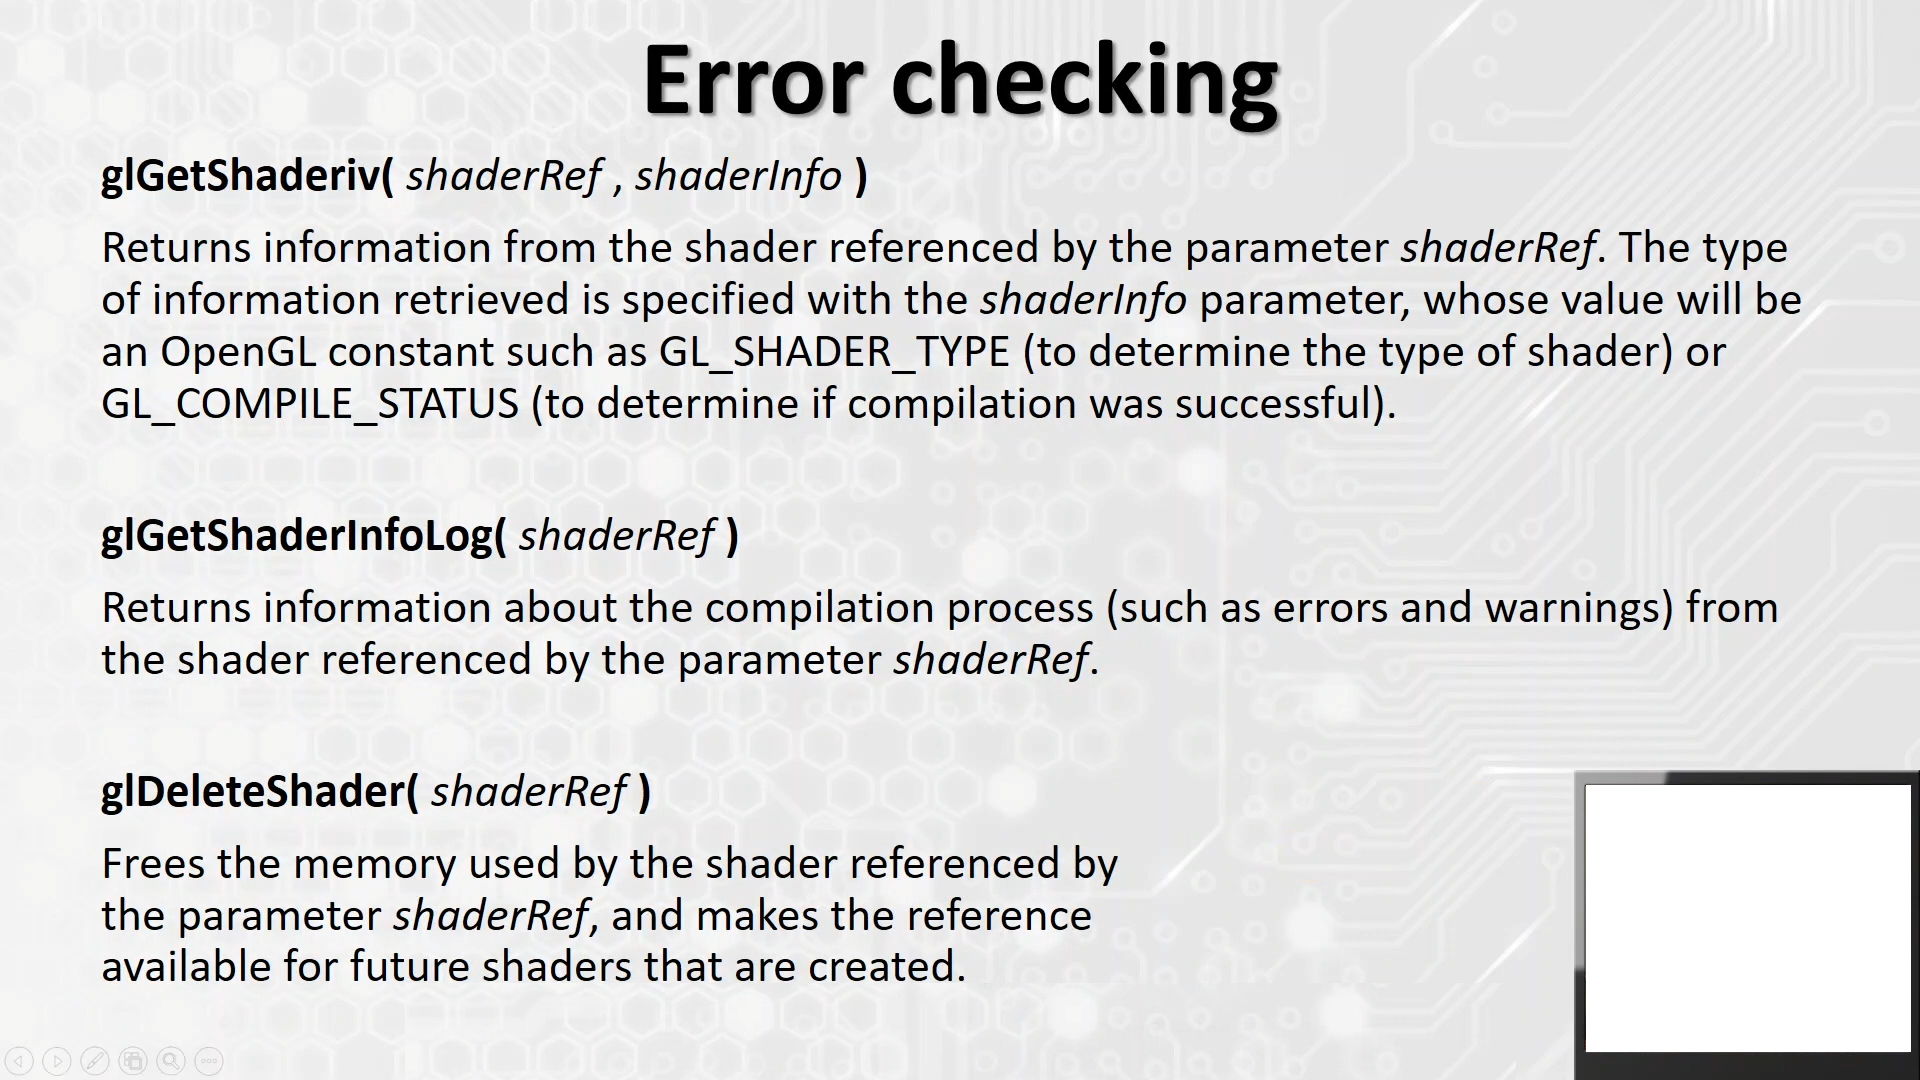 Error checking
glGetShaderiv( shaderRef , shaderInfo )
Returns information from the shader referenced by the parameter shaderRef. The type
of information retrieved is specified with the shaderInfo parameter, whose value will be
an OpenGL constant such as GL_SHADER_TYPE (to determine the type of shader) or
GL_COMPILE_STATUS (to determine if compilation was successful).
glGetShaderInfoLog( shaderRef )
Returns information about the compilation process (such as errors and warnings) from
the shader referenced by the parameter shaderRef.
glDeleteShader( shaderRef )
Frees the memory used by the shader referenced by
the parameter shaderRef, and makes the reference
available for future shaders that are created.